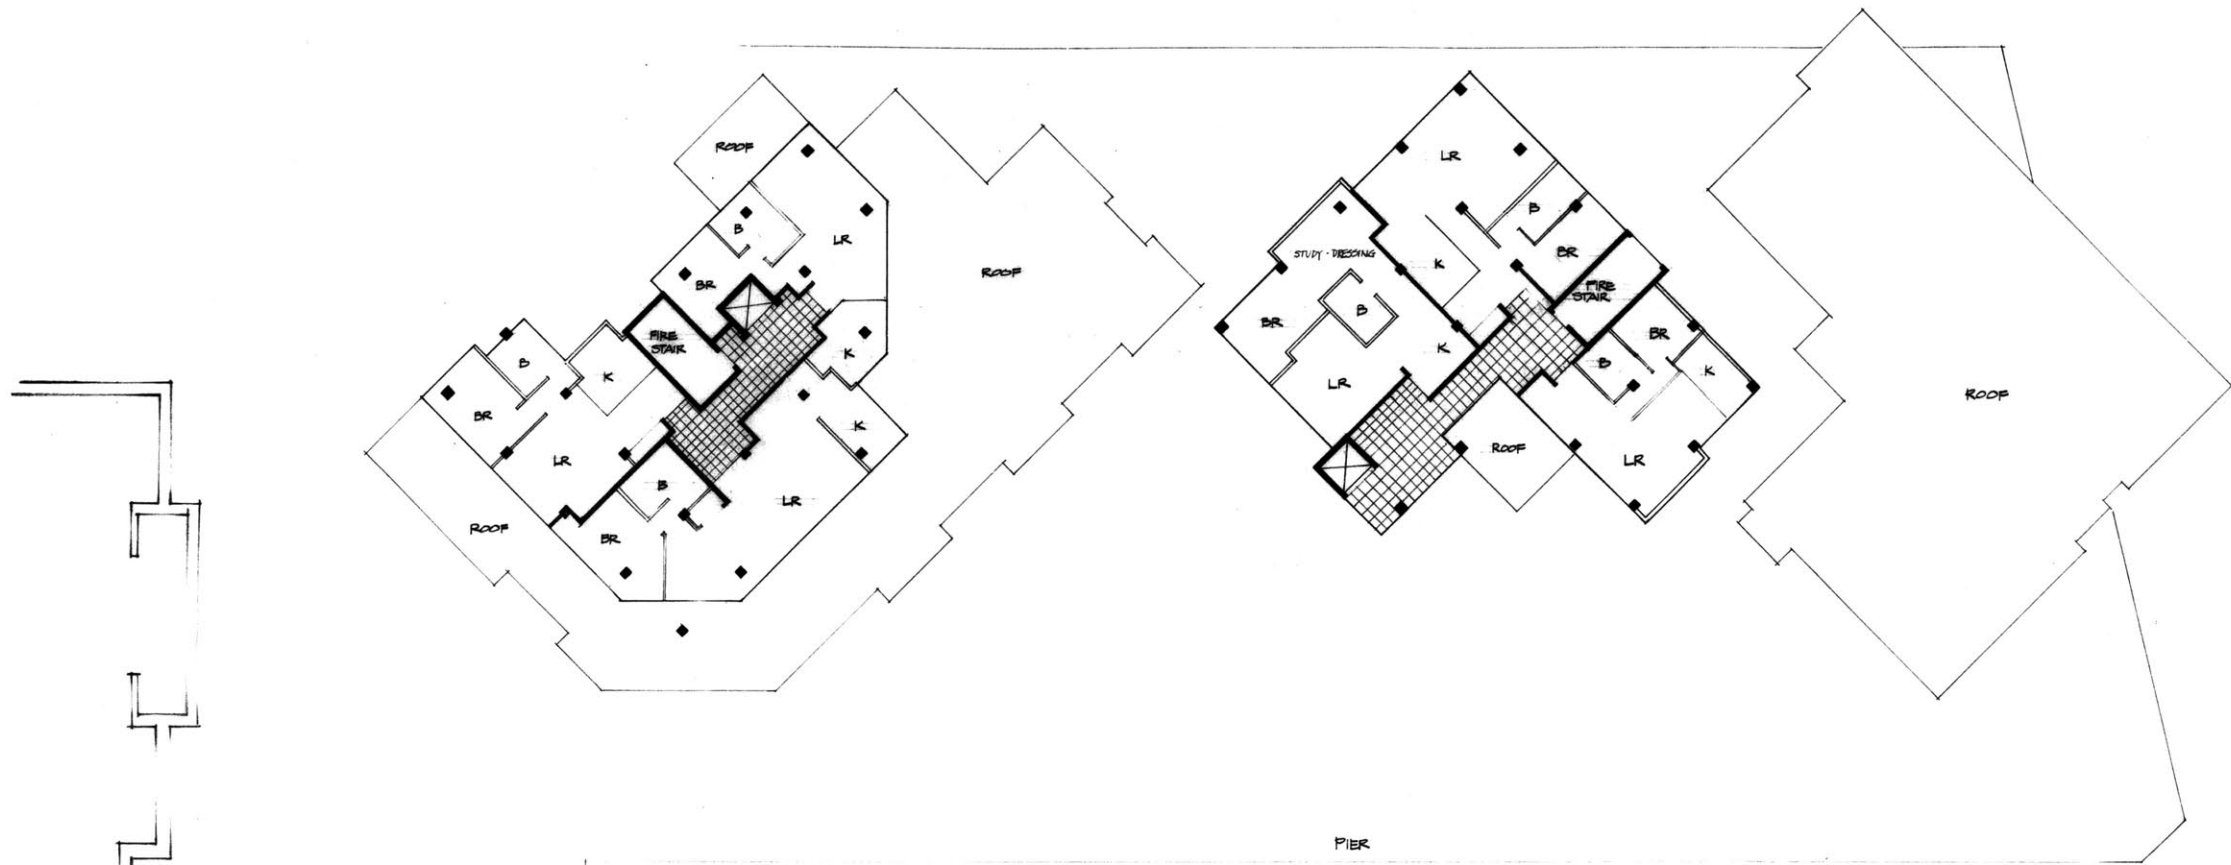 ROOF
LR
B
BR
FIRE
STAIR
K
B
K
BR
LR
K
B
LR
BR
ROOF
ROOF
LR
B
BR
STUDY - DRESSING
K
FIRE
STAIR
B
BR
BR
K
B
K
LR
ROOF
LR
ROOF
PIER